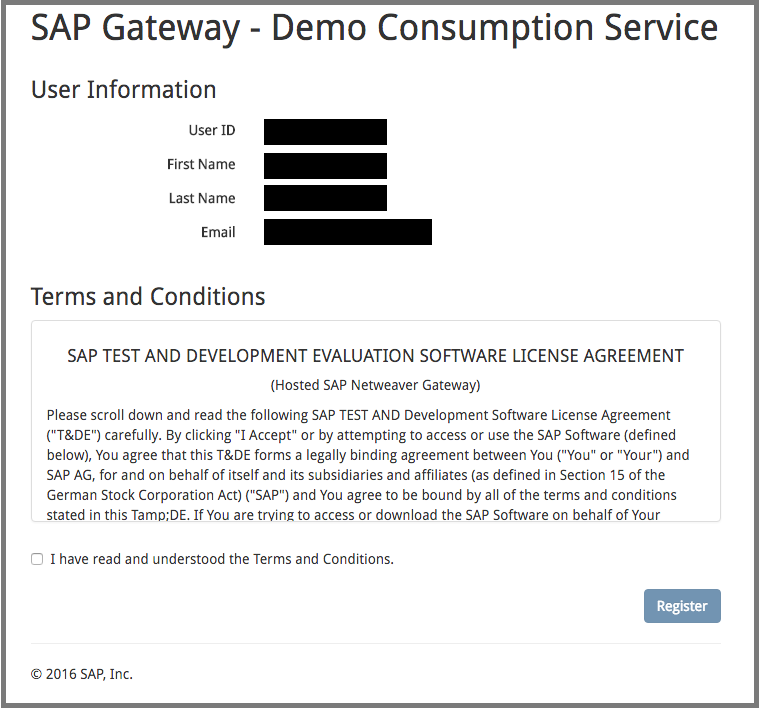 SAP Gateway - Demo Consumption Service
User Information
User ID
First Name
Last Name
Email
Terms and Conditions
SAP TEST AND DEVELOPMENT EVALUATION SOFTWARE LICENSE AGREEMENT
(Hosted SAP Netweaver Gateway)
Please scroll down and read the following SAP TEST AND Development Software License Agreement
("T&DE") carefully. By clicking "I Accept" or by attempting to access or use the SAP Software (defined
below), You agree that this T&DE forms a legally binding agreement between You ("You" or "Your") and
SAP AG, for and on behalf of itself and its subsidiaries and affiliates (as defined in Section 15 of the
German Stock Corporation Act) ("SAP") and You agree to be bound by all of the terms and conditions
stated in this Tamp;DE. If You are trying to access or download the SAP Software on behalf of Your
I have read and understood the Terms and Conditions.
Register
© 2016 SAP, Inc.